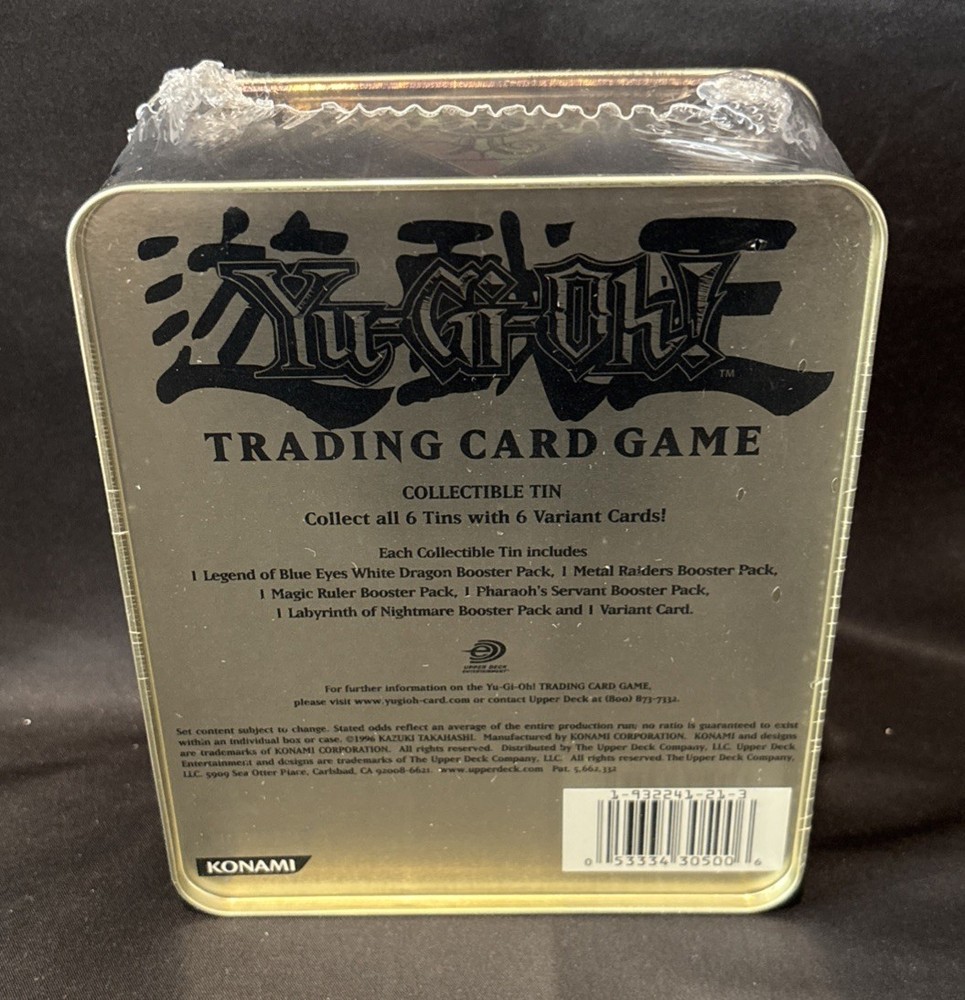 遊戯王
Yu-Gi-Oh!
TM
TRADING CARD GAME
COLLECTIBLE TIN
Collect all 6 Tins with 6 Variant Cards!
Each Collectible Tin includes
1 Legend of Blue Eyes White Dragon Booster Pack, 1 Metal Raiders Booster Pack,
1 Magic Ruler Booster Pack, 1 Pharaoh's Servant Booster Pack,
1 Labyrinth of Nightmare Booster Pack and 1 Variant Card.
e
UPPER DECK
ENTERTAINMENT
For further information on the Yu-Gi-Oh! TRADING CARD GAME,
please visit www.yugioh-card.com or contact Upper Deck at (800) 873-7332.
Set content subject to change. Stated odds reflect an average of the entire production run; no ratio is guaranteed to exist
within an individual box or case. ©1996 KAZUKI TAKAHASHI. Manufactured by KONAMI CORPORATION. KONAMI and designs
are trademarks of KONAMI CORPORATION. All rights reserved. Distributed by The Upper Deck Company, LLC. Upper Deck
Entertainment and designs are trademarks of The Upper Deck Company, LLC. All rights reserved. The Upper Deck Company,
LLC. 5909 Sea Otter Place, Carlsbad, CA 92008-6621. www.upperdeck.com Pat. 5,662,332
1-932241-21-3
0 53334 30500 6
KONAMI